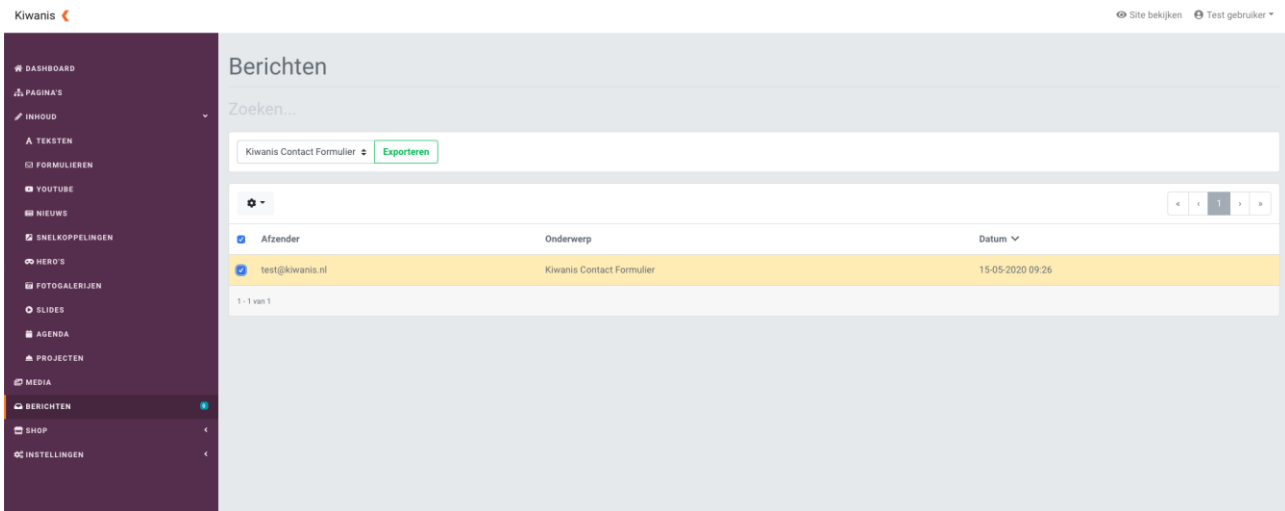 Kiwanis
Site bekijken Test gebruiker
DASHBOARD
PAGINA'S
INHOUD
TEKSTEN
FORMULIEREN
YOUTUBE
NIEUWS
SNELKOPPELINGEN
HERO'S
FOTOGALERIJEN
SLIDES
AGENDA
PROJECTEN
MEDIA
BERICHTEN 0
SHOP
INSTELLINGEN
Berichten
Zoeken...
Kiwanis Contact Formulier Exporteren
« ‹ 1 › »
Afzender Onderwerp Datum
test@kiwanis.nl Kiwanis Contact Formulier 15-05-2020 09:26
1 - 1 van 1